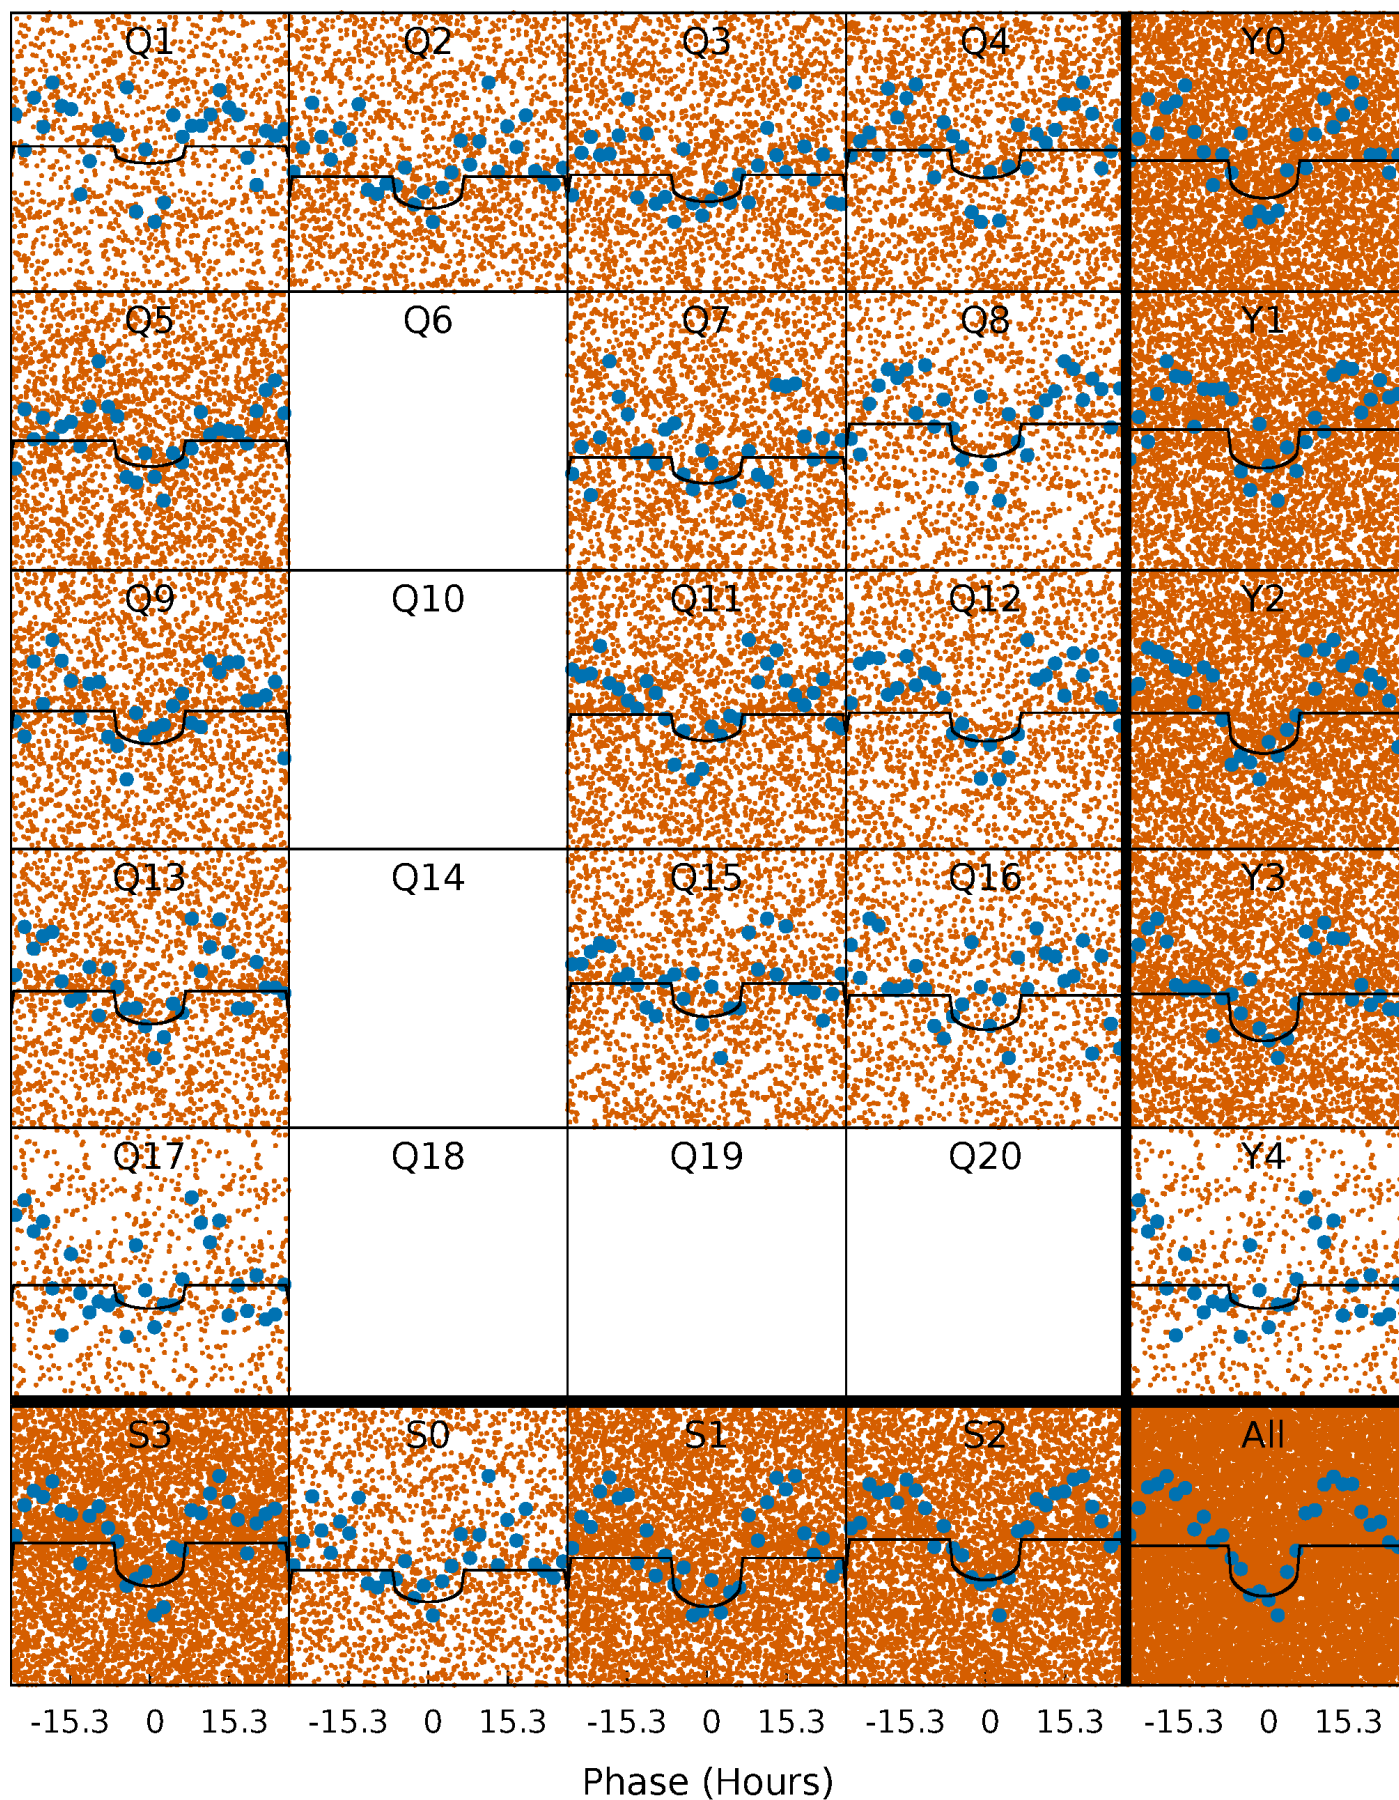 Q1 Q2 Q3 Q4 Y0
Q5 Q6 Q7 Q8 Y1
Q9 Q10 Q11 Q12 Y2
Q13 Q14 Q15 Q16 Y3
Q17 Q18 Q19 Q20 Y4
S3 S0 S1 S2 All
-15.3 0 15.3 -15.3 0 15.3 -15.3 0 15.3 -15.3 0 15.3 -15.3 0 15.3
Phase (Hours)